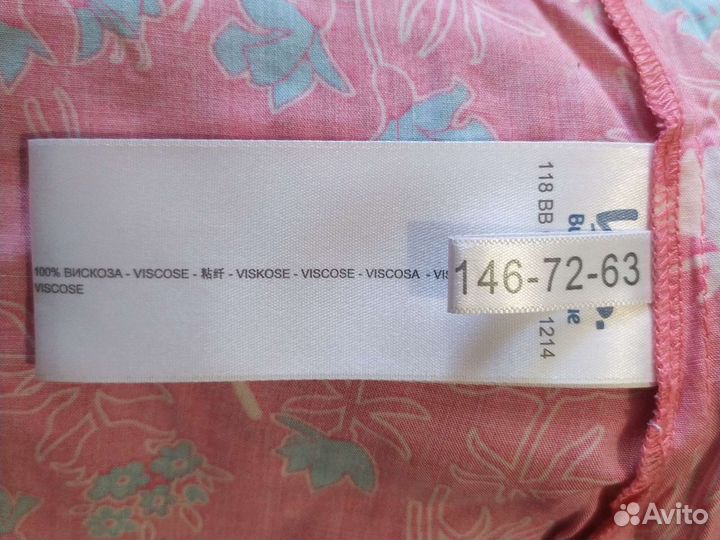 100% ВИСКОЗА - VISCOSE - 粘纤 - VISKOSE - VISCOSE - VISCOSA -
VISCOSE
146-72-63
118 BB
1214
Avito